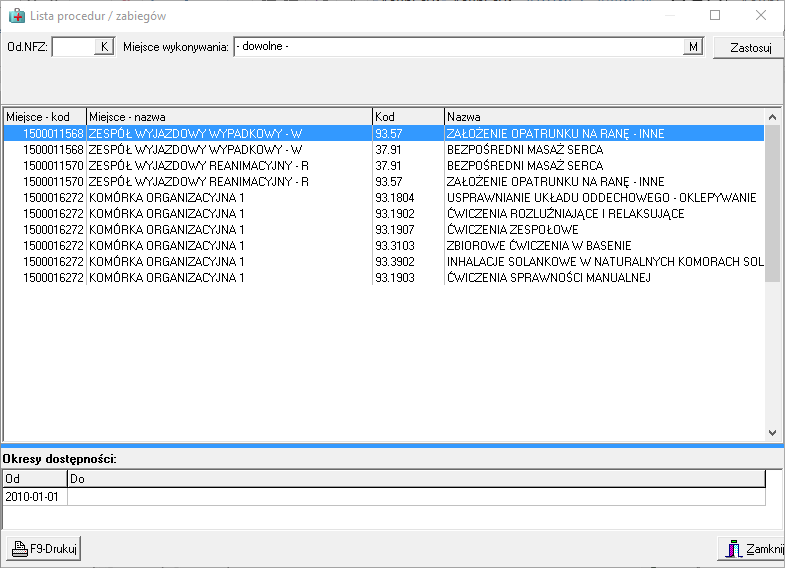 Lista procedur / zabiegów
Od.NFZ: K Miejsce wykonywania: - dowolne - M Zastosuj
Miejsce - kod Miejsce - nazwa Kod Nazwa
1500011568 ZESPÓŁ WYJAZDOWY WYPADKOWY - W 93.57 ZAŁOŻENIE OPATRUNKU NA RANĘ - INNE
1500011568 ZESPÓŁ WYJAZDOWY WYPADKOWY - W 37.91 BEZPOŚREDNI MASAŻ SERCA
1500011570 ZESPÓŁ WYJAZDOWY REANIMACYJNY - R 37.91 BEZPOŚREDNI MASAŻ SERCA
1500011570 ZESPÓŁ WYJAZDOWY REANIMACYJNY - R 93.57 ZAŁOŻENIE OPATRUNKU NA RANĘ - INNE
1500016272 KOMÓRKA ORGANIZACYJNA 1 93.1804 USPRAWNIANIE UKŁADU ODDECHOWEGO - OKLEPYWANIE
1500016272 KOMÓRKA ORGANIZACYJNA 1 93.1902 ĆWICZENIA ROZLUŹNIAJĄCE I RELAKSUJĄCE
1500016272 KOMÓRKA ORGANIZACYJNA 1 93.1907 ĆWICZENIA ZESPOŁOWE
1500016272 KOMÓRKA ORGANIZACYJNA 1 93.3103 ZBIOROWE ĆWICZENIA W BASENIE
1500016272 KOMÓRKA ORGANIZACYJNA 1 93.3902 INHALACJE SOLANKOWE W NATURALNYCH KOMORACH SOL
1500016272 KOMÓRKA ORGANIZACYJNA 1 93.1903 ĆWICZENIA SPRAWNOŚCI MANUALNEJ
Okresy dostępności:
Od Do
2010-01-01
F9-Drukuj Zamknij